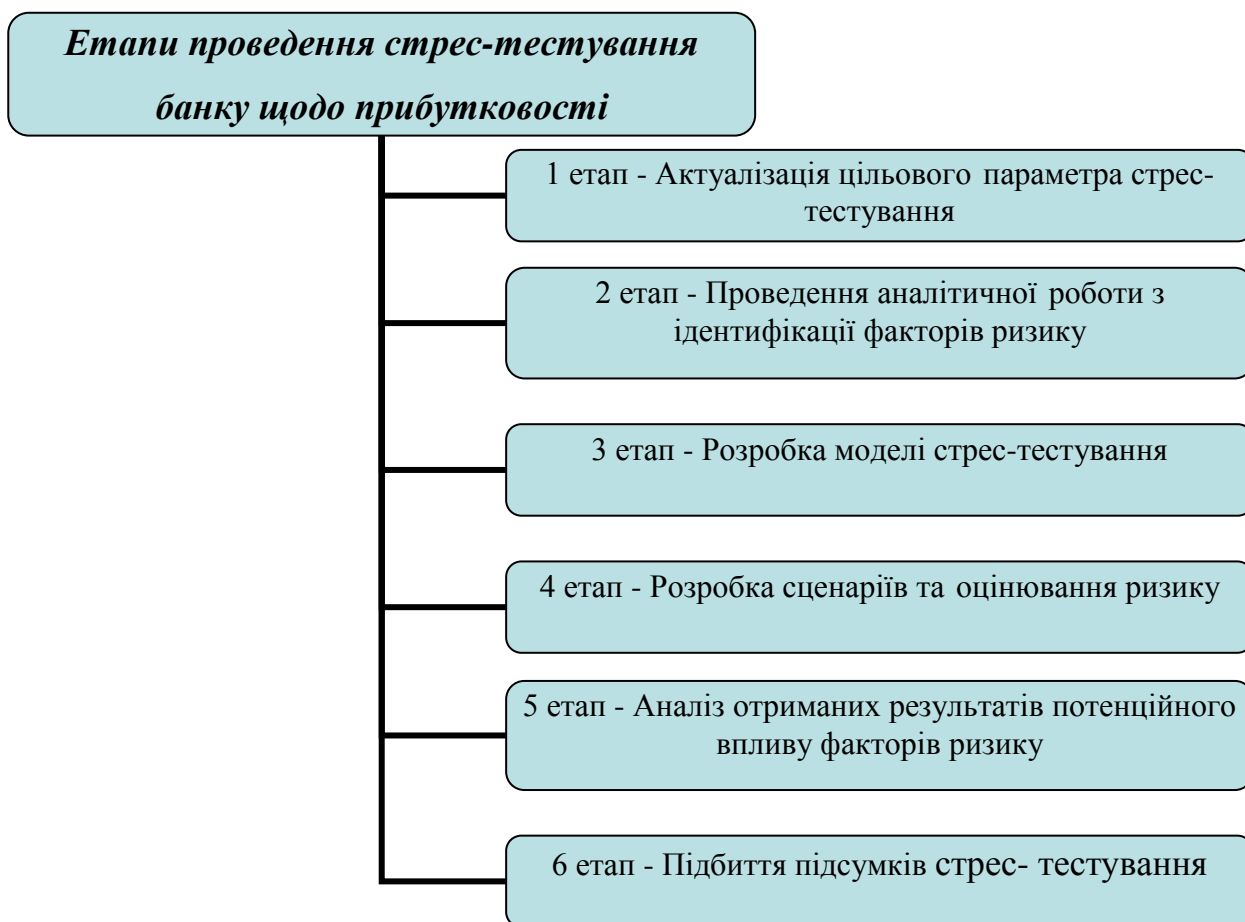 Етапи проведення стрес-тестування
банку щодо прибутковості
1 етап - Актуалізація цільового параметра стрес-
тестування
2 етап - Проведення аналітичної роботи з
ідентифікації факторів ризику
3 етап - Розробка моделі стрес-тестування
4 етап - Розробка сценаріїв та оцінювання ризику
5 етап - Аналіз отриманих результатів потенційного
впливу факторів ризику
6 етап - Підбиття підсумків стрес- тестування